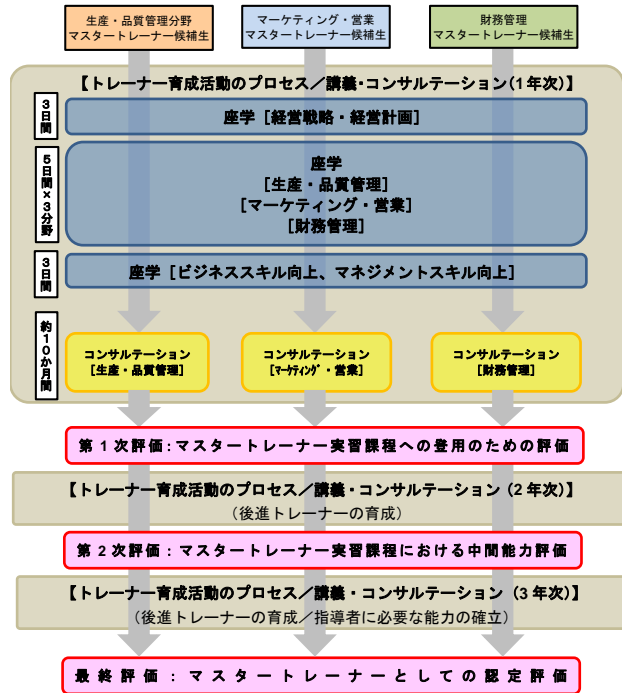 生産・品質管理分野
マスタートレーナー候補生
マーケティング・営業
マスタートレーナー候補生
財務管理
マスタートレーナー候補生
【トレーナー育成活動のプロセス／講義・コンサルテーション（1年次）】
3日間
座学［経営戦略・経営計画］
5日間×3分野
座学
［生産・品質管理］
［マーケティング・営業］
［財務管理］
3日間
座学［ビジネススキル向上、マネジメントスキル向上］
約10か月間
コンサルテーション
［生産・品質管理］
コンサルテーション
［ﾏｰｹﾃｨﾝｸﾞ・営業］
コンサルテーション
［財務管理］
第1次評価：マスタートレーナー実習課程への登用のための評価
【トレーナー育成活動のプロセス／講義・コンサルテーション（2年次）】
（後進トレーナーの育成）
第2次評価：マスタートレーナー実習課程における中間能力評価
【トレーナー育成活動のプロセス／講義・コンサルテーション（3年次）】
（後進トレーナーの育成／指導者に必要な能力の確立）
最終評価：マスタートレーナーとしての認定評価